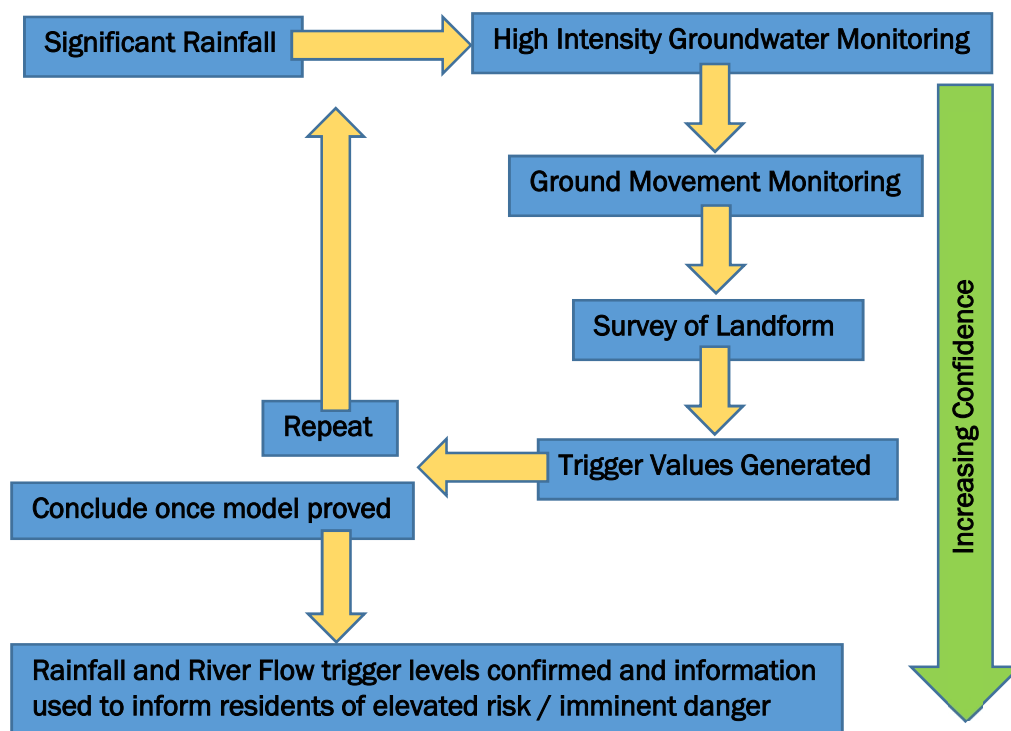 Significant Rainfall
High Intensity Groundwater Monitoring
Ground Movement Monitoring
Survey of Landform
Trigger Values Generated
Repeat
Conclude once model proved
Rainfall and River Flow trigger levels confirmed and information
used to inform residents of elevated risk / imminent danger
Increasing Confidence